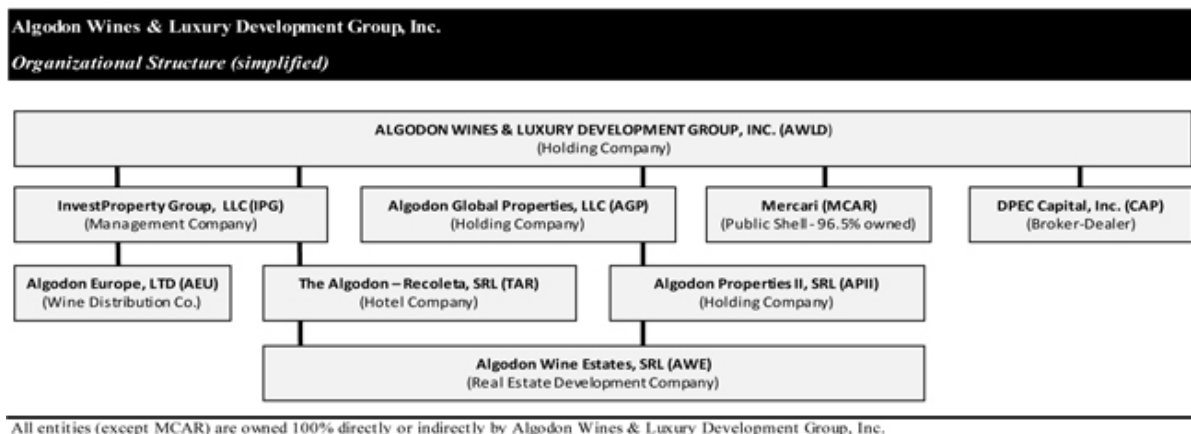 Algodon Wines & Luxury Development Group, Inc.
Organizational Structure (simplified)
ALGODON WINES & LUXURY DEVELOPMENT GROUP, INC. (AWLD)
(Holding Company)
InvestProperty Group, LLC (IPG)
(Management Company)
Algodon Global Properties, LLC (AGP)
(Holding Company)
Mercari (MCAR)
(Public Shell - 96.5% owned)
DPEC Capital, Inc. (CAP)
(Broker-Dealer)
Algodon Europe, LTD (AEU)
(Wine Distribution Co.)
The Algodon – Recoleta, SRL (TAR)
(Hotel Company)
Algodon Properties II, SRL (APII)
(Holding Company)
Algodon Wine Estates, SRL (AWE)
(Real Estate Development Company)
All entities (except MCAR) are owned 100% directly or indirectly by Algodon Wines & Luxury Development Group, Inc.